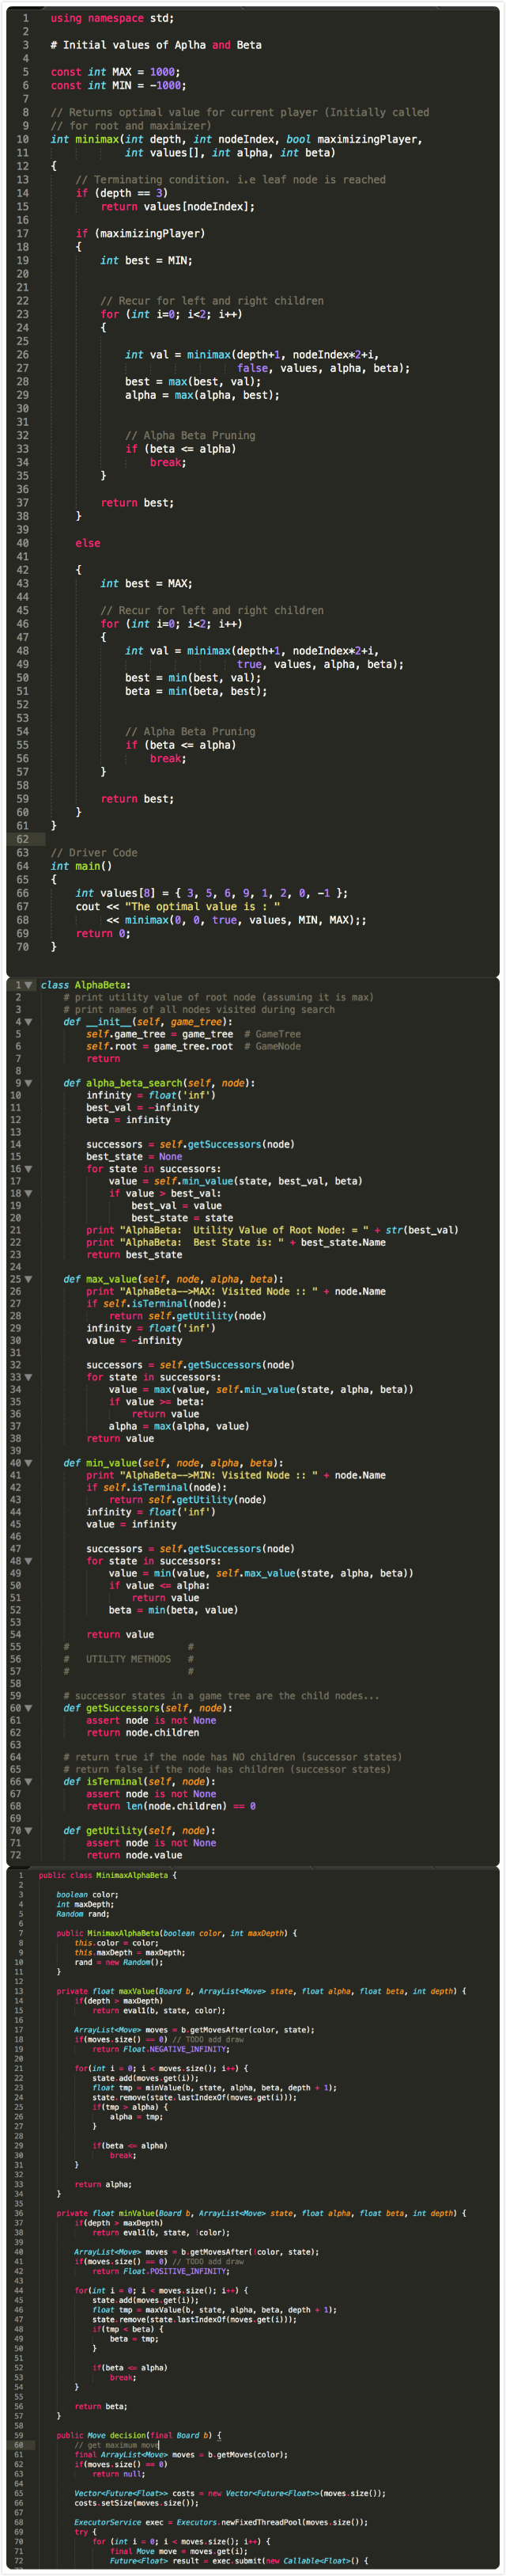 1 using namespace std;
2
3 # Initial values of Aplha and Beta
4
5 const int MAX = 1000;
6 const int MIN = -1000;
7
8 // Returns optimal value for current player (Initially called
9 // for root and maximizer)
10 int minimax(int depth, int nodeIndex, bool maximizingPlayer,
11 int values[], int alpha, int beta)
12 {
13 // Terminating condition. i.e leaf node is reached
14 if (depth == 3)
15 return values[nodeIndex];
16
17 if (maximizingPlayer)
18 {
19 int best = MIN;
20
21
22 // Recur for left and right children
23 for (int i=0; i<2; i++)
24 {
25
26 int val = minimax(depth+1, nodeIndex*2+i,
27 false, values, alpha, beta);
28 best = max(best, val);
29 alpha = max(alpha, best);
30
31
32 // Alpha Beta Pruning
33 if (beta <= alpha)
34 break;
35 }
36
37 return best;
38 }
39
40 else
41
42 {
43 int best = MAX;
44
45 // Recur for left and right children
46 for (int i=0; i<2; i++)
47 {
48 int val = minimax(depth+1, nodeIndex*2+i,
49 true, values, alpha, beta);
50 best = min(best, val);
51 beta = min(beta, best);
52
53
54 // Alpha Beta Pruning
55 if (beta <= alpha)
56 break;
57 }
58
59 return best;
60 }
61 }
62
63 // Driver Code
64 int main()
65 {
66 int values[8] = { 3, 5, 6, 9, 1, 2, 0, -1 };
67 cout << "The optimal value is : "
68 << minimax(0, 0, true, values, MIN, MAX);;
69 return 0;
70 }
1 class AlphaBeta:
2 # print utility value of root node (assuming it is max)
3 # print names of all nodes visited during search
4 def __init__(self, game_tree):
5 self.game_tree = game_tree # GameTree
6 self.root = game_tree.root # GameNode
7 return
8
9 def alpha_beta_search(self, node):
10 infinity = float('inf')
11 best_val = -infinity
12 beta = infinity
13
14 successors = self.getSuccessors(node)
15 best_state = None
16 for state in successors:
17 value = self.min_value(state, best_val, beta)
18 if value > best_val:
19 best_val = value
20 best_state = state
21 print "AlphaBeta:  Utility Value of Root Node: = " + str(best_val)
22 print "AlphaBeta:  Best State is: " + best_state.Name
23 return best_state
24
25 def max_value(self, node, alpha, beta):
26 print "AlphaBeta-->MAX: Visited Node :: " + node.Name
27 if self.isTerminal(node):
28 return self.getUtility(node)
29 infinity = float('inf')
30 value = -infinity
31
32 successors = self.getSuccessors(node)
33 for state in successors:
34 value = max(value, self.min_value(state, alpha, beta))
35 if value >= beta:
36 return value
37 alpha = max(alpha, value)
38 return value
39
40 def min_value(self, node, alpha, beta):
41 print "AlphaBeta-->MIN: Visited Node :: " + node.Name
42 if self.isTerminal(node):
43 return self.getUtility(node)
44 infinity = float('inf')
45 value = infinity
46
47 successors = self.getSuccessors(node)
48 for state in successors:
49 value = min(value, self.max_value(state, alpha, beta))
50 if value <= alpha:
51 return value
52 beta = min(beta, value)
53
54 return value
55 # #
56 # UTILITY METHODS #
57 # #
58
59 # successor states in a game tree are the child nodes...
60 def getSuccessors(self, node):
61 assert node is not None
62 return node.children
63
64 # return true if the node has NO children (successor states)
65 # return false if the node has children (successor states)
66 def isTerminal(self, node):
67 assert node is not None
68 return len(node.children) == 0
69
70 def getUtility(self, node):
71 assert node is not None
72 return node.value
1 public class MinimaxAlphaBeta {
2
3 boolean color;
4 int maxDepth;
5 Random rand;
6
7 public MinimaxAlphaBeta(boolean color, int maxDepth) {
8 this.color = color;
9 this.maxDepth = maxDepth;
10 rand = new Random();
11 }
12
13 private float maxValue(Board b, ArrayList<Move> state, float alpha, float beta, int depth) {
14 if(depth > maxDepth)
15 return eval1(b, state, color);
16
17 ArrayList<Move> moves = b.getMovesAfter(color, state);
18 if(moves.size() == 0) // TODO add draw
19 return Float.NEGATIVE_INFINITY;
20
21 for(int i = 0; i < moves.size(); i++) {
22 state.add(moves.get(i));
23 float tmp = minValue(b, state, alpha, beta, depth + 1);
24 state.remove(state.lastIndexOf(moves.get(i)));
25 if(tmp > alpha) {
26 alpha = tmp;
27 }
28
29 if(beta <= alpha)
30 break;
31 }
32
33 return alpha;
34 }
35
36 private float minValue(Board b, ArrayList<Move> state, float alpha, float beta, int depth) {
37 if(depth > maxDepth)
38 return eval1(b, state, !color);
39
40 ArrayList<Move> moves = b.getMovesAfter(!color, state);
41 if(moves.size() == 0) // TODO add draw
42 return Float.POSITIVE_INFINITY;
43
44 for(int i = 0; i < moves.size(); i++) {
45 state.add(moves.get(i));
46 float tmp = maxValue(b, state, alpha, beta, depth + 1);
47 state.remove(state.lastIndexOf(moves.get(i)));
48 if(tmp < beta) {
49 beta = tmp;
50 }
51
52 if(beta <= alpha)
53 break;
54 }
55
56 return beta;
57 }
58
59 public Move decision(final Board b) {
60 // get maximum move
61 final ArrayList<Move> moves = b.getMoves(color);
62 if(moves.size() == 0)
63 return null;
64
65 Vector<Future<Float>> costs = new Vector<Future<Float>>(moves.size());
66 costs.setSize(moves.size());
67
68 ExecutorService exec = Executors.newFixedThreadPool(moves.size());
69 try {
70 for (int i = 0; i < moves.size(); i++) {
71 final Move move = moves.get(i);
72 Future<Float> result = exec.submit(new Callable<Float>() {